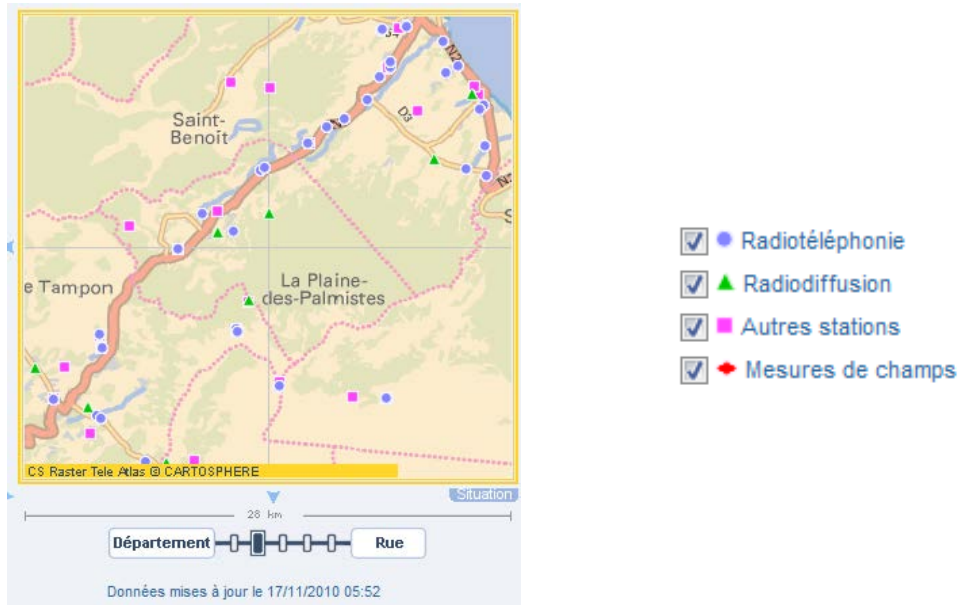 N2
D3
Saint-
Benoit
e Tampon
La Plaine-
des-Palmistes
CS Raster Tele Atlas @ CARTOSPHERE
Situation
28 km
Département
Rue
Données mises à jour le 17/11/2010 05:52
Radiotéléphonie
Radiodiffusion
Autres stations
Mesures de champs